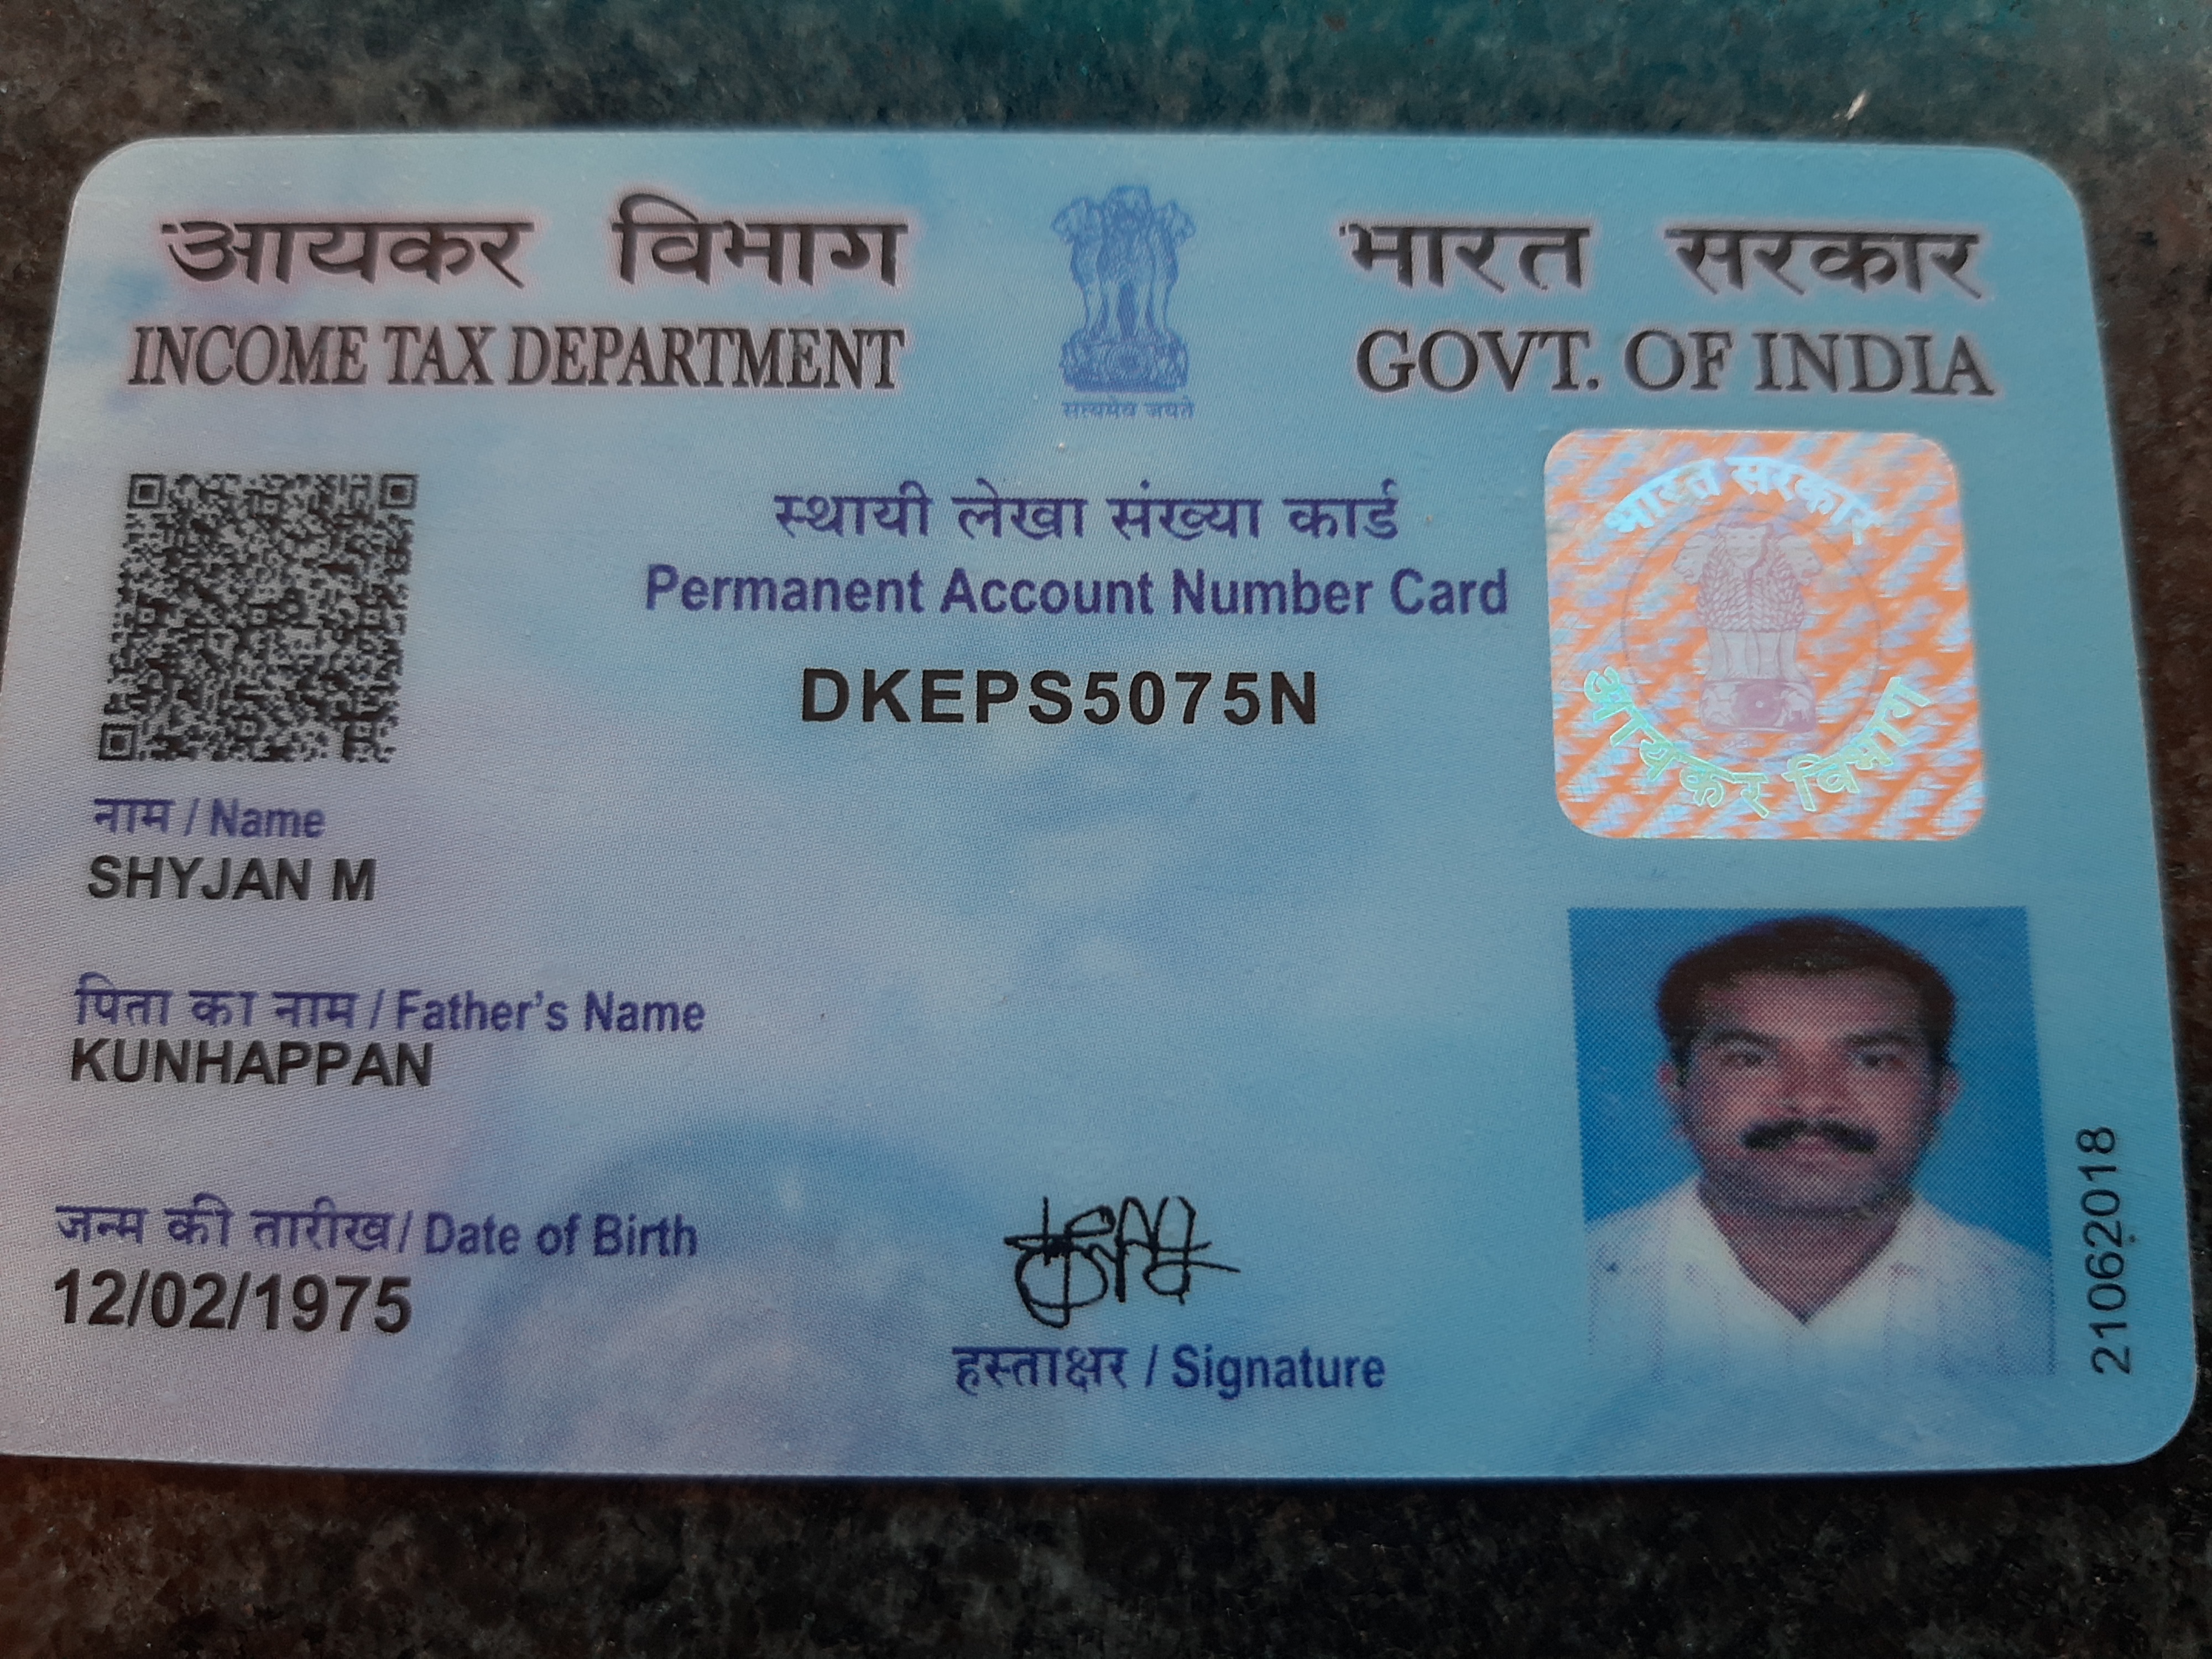 आयकर विभाग
INCOME TAX DEPARTMENT
सत्यमेव जयते
भारत सरकार
GOVT. OF INDIA
स्थायी लेखा संख्या कार्ड
Permanent Account Number Card
DKEPS5075N
भारत सरकार
आयकर विभाग
नाम / Name
SHYJAN M
पिता का नाम / Father's Name
KUNHAPPAN
जन्म की तारीख/ Date of Birth
12/02/1975
हस्ताक्षर / Signature
21062018